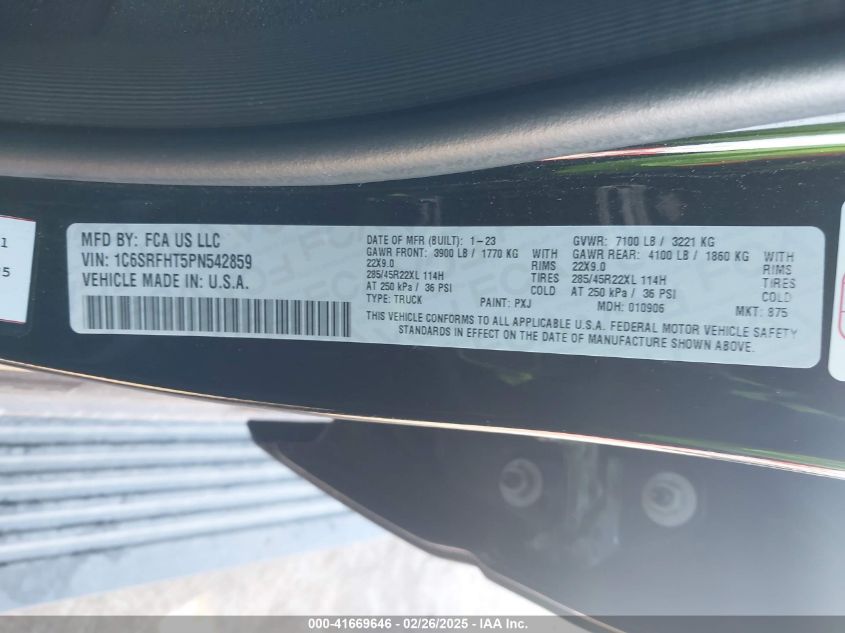 MFD BY: FCA US LLC
VIN: 1C6SRFHT5PN542859
VEHICLE MADE IN: U.S.A.
DATE OF MFR (BUILT): 1-23
GAWR FRONT: 3900 LB / 1770 KG WITH
22X9.0 RIMS
285/45R22XL 114H TIRES
AT 250 kPa / 36 PSI COLD
TYPE: TRUCK PAINT: PXJ
GVWR: 7100 LB / 3221 KG
GAWR REAR: 4100 LB / 1860 KG WITH
22X9.0 RIMS
285/45R22XL 114H TIRES
AT 250 kPa / 36 PSI COLD
MDH: 010906 MKT: 875
THIS VEHICLE CONFORMS TO ALL APPLICABLE U.S.A. FEDERAL MOTOR VEHICLE SAFETY
STANDARDS IN EFFECT ON THE DATE OF MANUFACTURE SHOWN ABOVE.
1
5
000-41669646 - 02/26/2025 - IAA Inc.